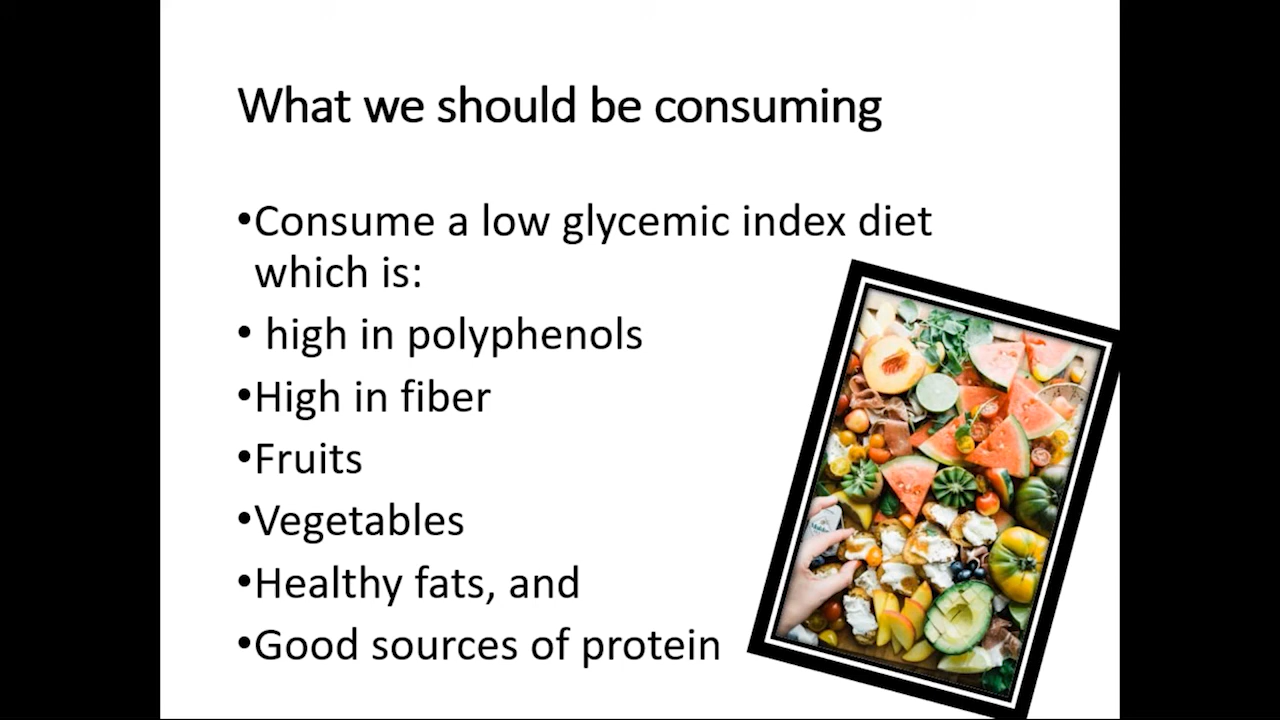 What we should be consuming
•Consume a low glycemic index diet
which is:
• high in polyphenols
•High in fiber
•Fruits
•Vegetables
•Healthy fats, and
•Good sources of protein